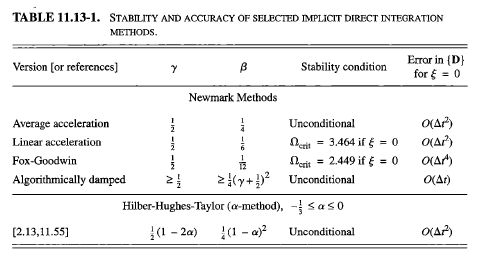 TABLE 11.13-1. STABILITY AND ACCURACY OF SELECTED IMPLICIT DIRECT INTEGRATION
METHODS.
Version [or references] γ β Stability condition Error in {D} for ξ = 0
Newmark Methods
Average acceleration 1/2 1/4 Unconditional O(Δt²)
Linear acceleration 1/2 1/6 Ω_crit = 3.464 if ξ = 0 O(Δt²)
Fox-Goodwin 1/2 1/12 Ω_crit = 2.449 if ξ = 0 O(Δt⁴)
Algorithmically damped ≥ 1/2 ≥ 1/4(γ + 1/2)² Unconditional O(Δt)
Hilber-Hughes-Taylor (α-method), -1/3 ≤ α ≤ 0
[2.13,11.55] 1/2(1 - 2α) 1/4(1 - α)² Unconditional O(Δt²)